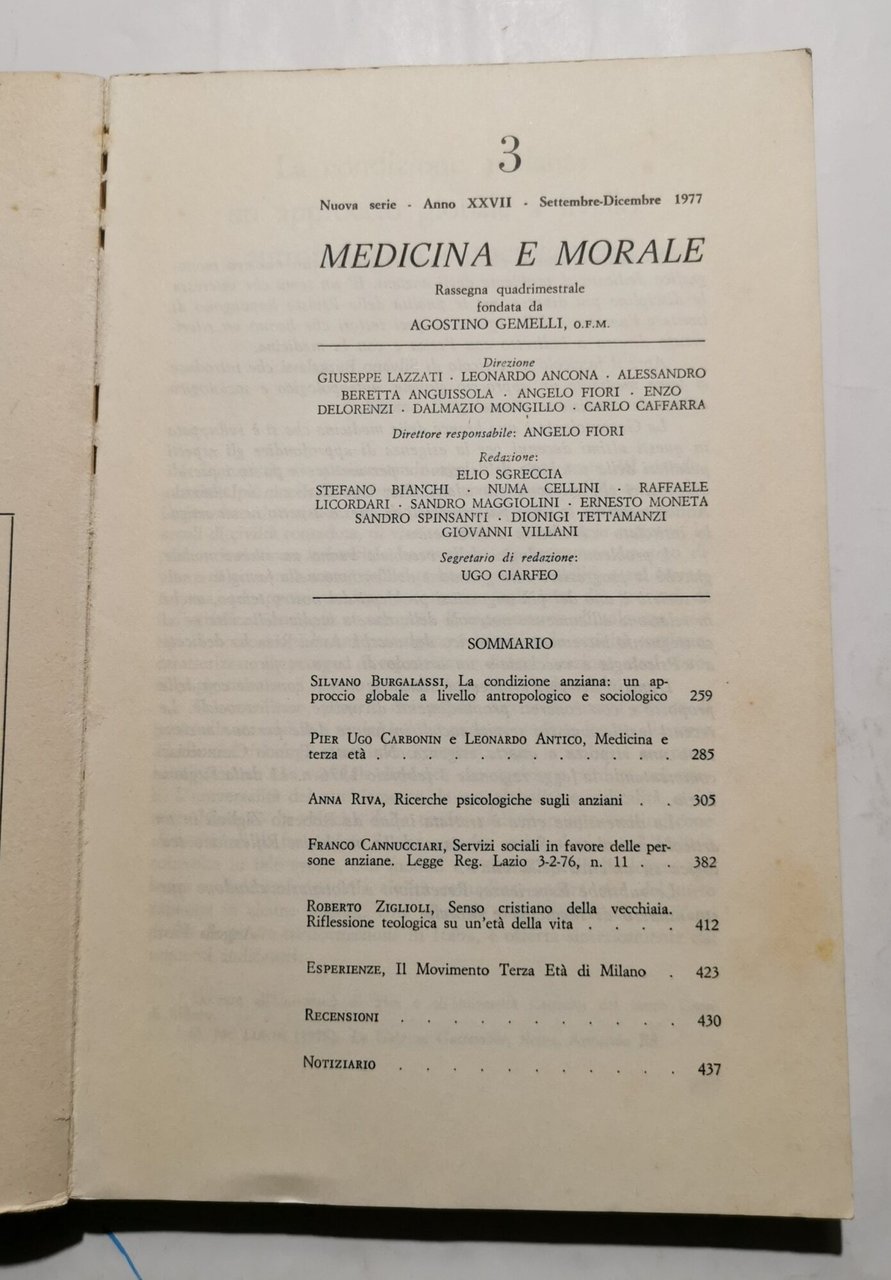 3
Nuova serie - Anno XXVII - Settembre-Dicembre 1977
MEDICINA E MORALE
Rassegna quadrimestrale
fondata da
AGOSTINO GEMELLI, O.F.M.
Direzione
GIUSEPPE LAZZATI · LEONARDO ANCONA · ALESSANDRO
BERETTA ANGUISSOLA · ANGELO FIORI · ENZO
DELORENZI · DALMAZIO MONGILLO · CARLO CAFFARRA
Direttore responsabile: ANGELO FIORI
Redazione:
ELIO SGRECCIA
STEFANO BIANCHI · NUMA CELLINI · RAFFAELE
LICORDARI · SANDRO MAGGIOLINI · ERNESTO MONETA
SANDRO SPINSANTI · DIONIGI TETTAMANZI
GIOVANNI VILLANI
Segretario di redazione:
UGO CIARFEO
SOMMARIO
SILVANO BURGALASSI, La condizione anziana: un ap-
proccio globale a livello antropologico e sociologico 259
PIER UGO CARBONIN e LEONARDO ANTICO, Medicina e
terza età . . . . . . . . . . . . 285
ANNA RIVA, Ricerche psicologiche sugli anziani . . 305
FRANCO CANNUCCIARI, Servizi sociali in favore delle per-
sone anziane. Legge Reg. Lazio 3-2-76, n. 11 . . 382
ROBERTO ZIGLIOLI, Senso cristiano della vecchiaia.
Riflessione teologica su un'età della vita . . . . 412
ESPERIENZE, Il Movimento Terza Età di Milano . 423
RECENSIONI . . . . . . . . . . . 430
NOTIZIARIO . . . . . . . . . . . 437